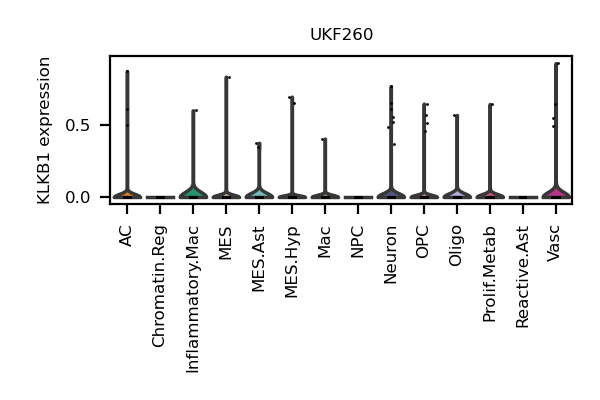 UKF260
KLKB1 expression
0.5
0.0
AC
Chromatin.Reg
Inflammatory.Mac
MES
MES.Ast
MES.Hyp
Mac
NPC
Neuron
OPC
Oligo
Prolif.Metab
Reactive.Ast
Vasc